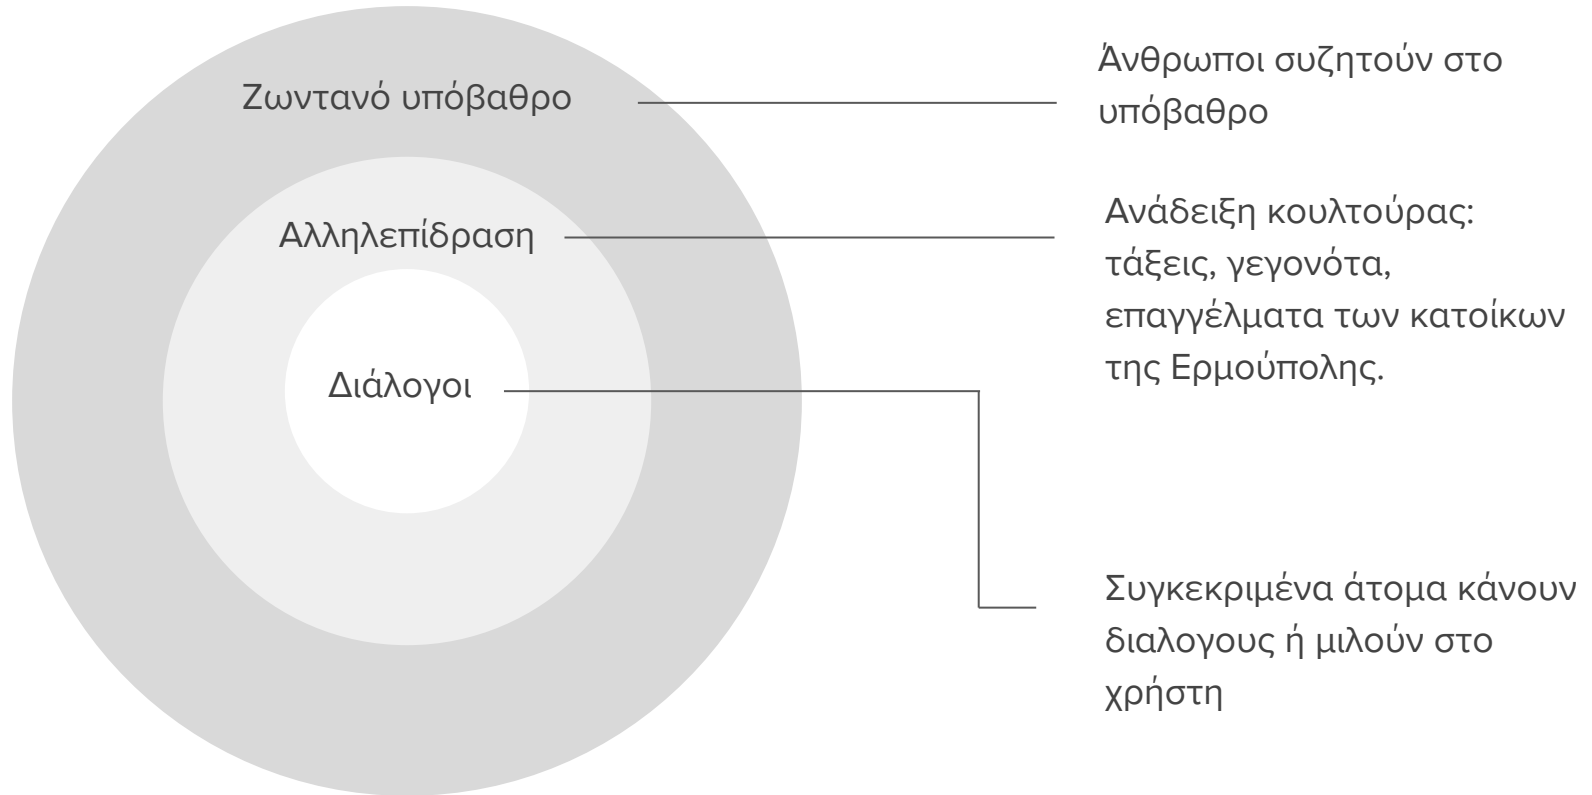 Ζωντανό υπόβαθρο
Άνθρωποι συζητούν στο
υπόβαθρο
Αλληλεπίδραση
Ανάδειξη κουλτούρας:
τάξεις, γεγονότα,
επαγγέλματα των κατοίκων
της Ερμούπολης.
Διάλογοι
Συγκεκριμένα άτομα κάνουν
διαλογους ή μιλούν στο
χρήστη